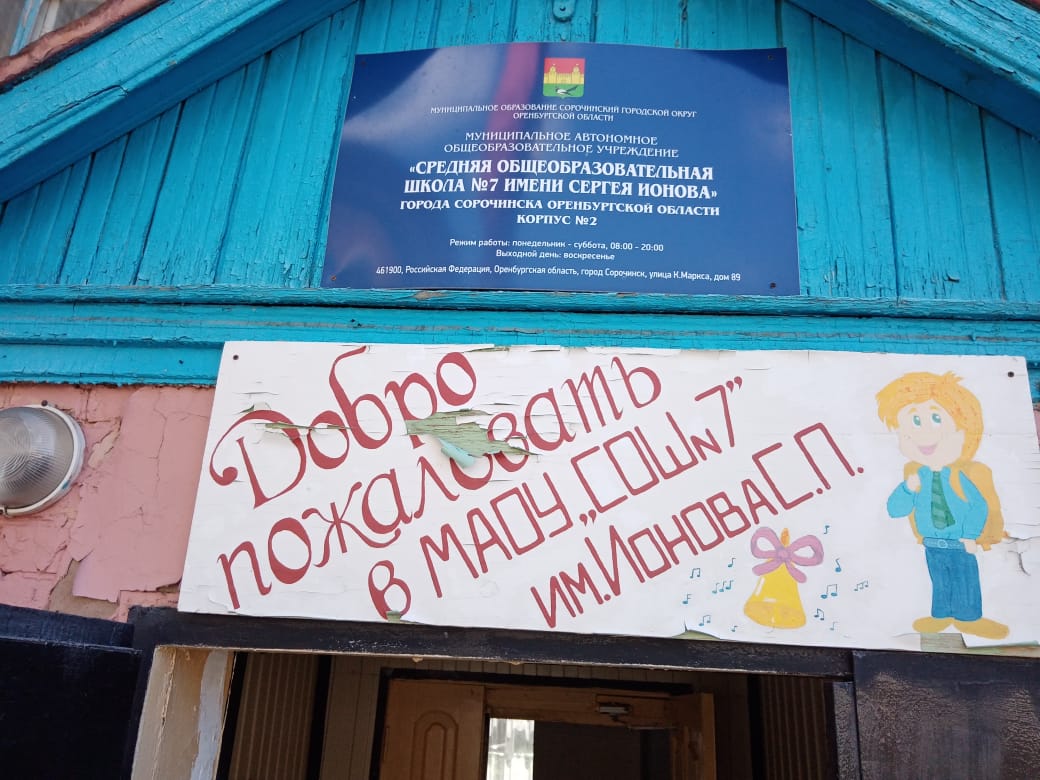 МУНИЦИПАЛЬНОЕ ОБРАЗОВАНИЕ СОРОЧИНСКИЙ ГОРОДСКОЙ ОКРУГ
ОРЕНБУРГСКОЙ ОБЛАСТИ
МУНИЦИПАЛЬНОЕ АВТОНОМНОЕ
ОБЩЕОБРАЗОВАТЕЛЬНОЕ УЧРЕЖДЕНИЕ
«СРЕДНЯЯ ОБЩЕОБРАЗОВАТЕЛЬНАЯ
ШКОЛА №7 ИМЕНИ СЕРГЕЯ ИОНОВА»
ГОРОДА СОРОЧИНСКА ОРЕНБУРГСКОЙ ОБЛАСТИ
КОРПУС №2
Режим работы: понедельник - суббота, 08:00 - 20:00
Выходной день: воскресенье
461900, Российская Федерация, Оренбургская область, город Сорочинск, улица К.Маркса, дом 89
Добро
пожаловать
в МАОУ „СОШ№7”
им. Ионова С.П.